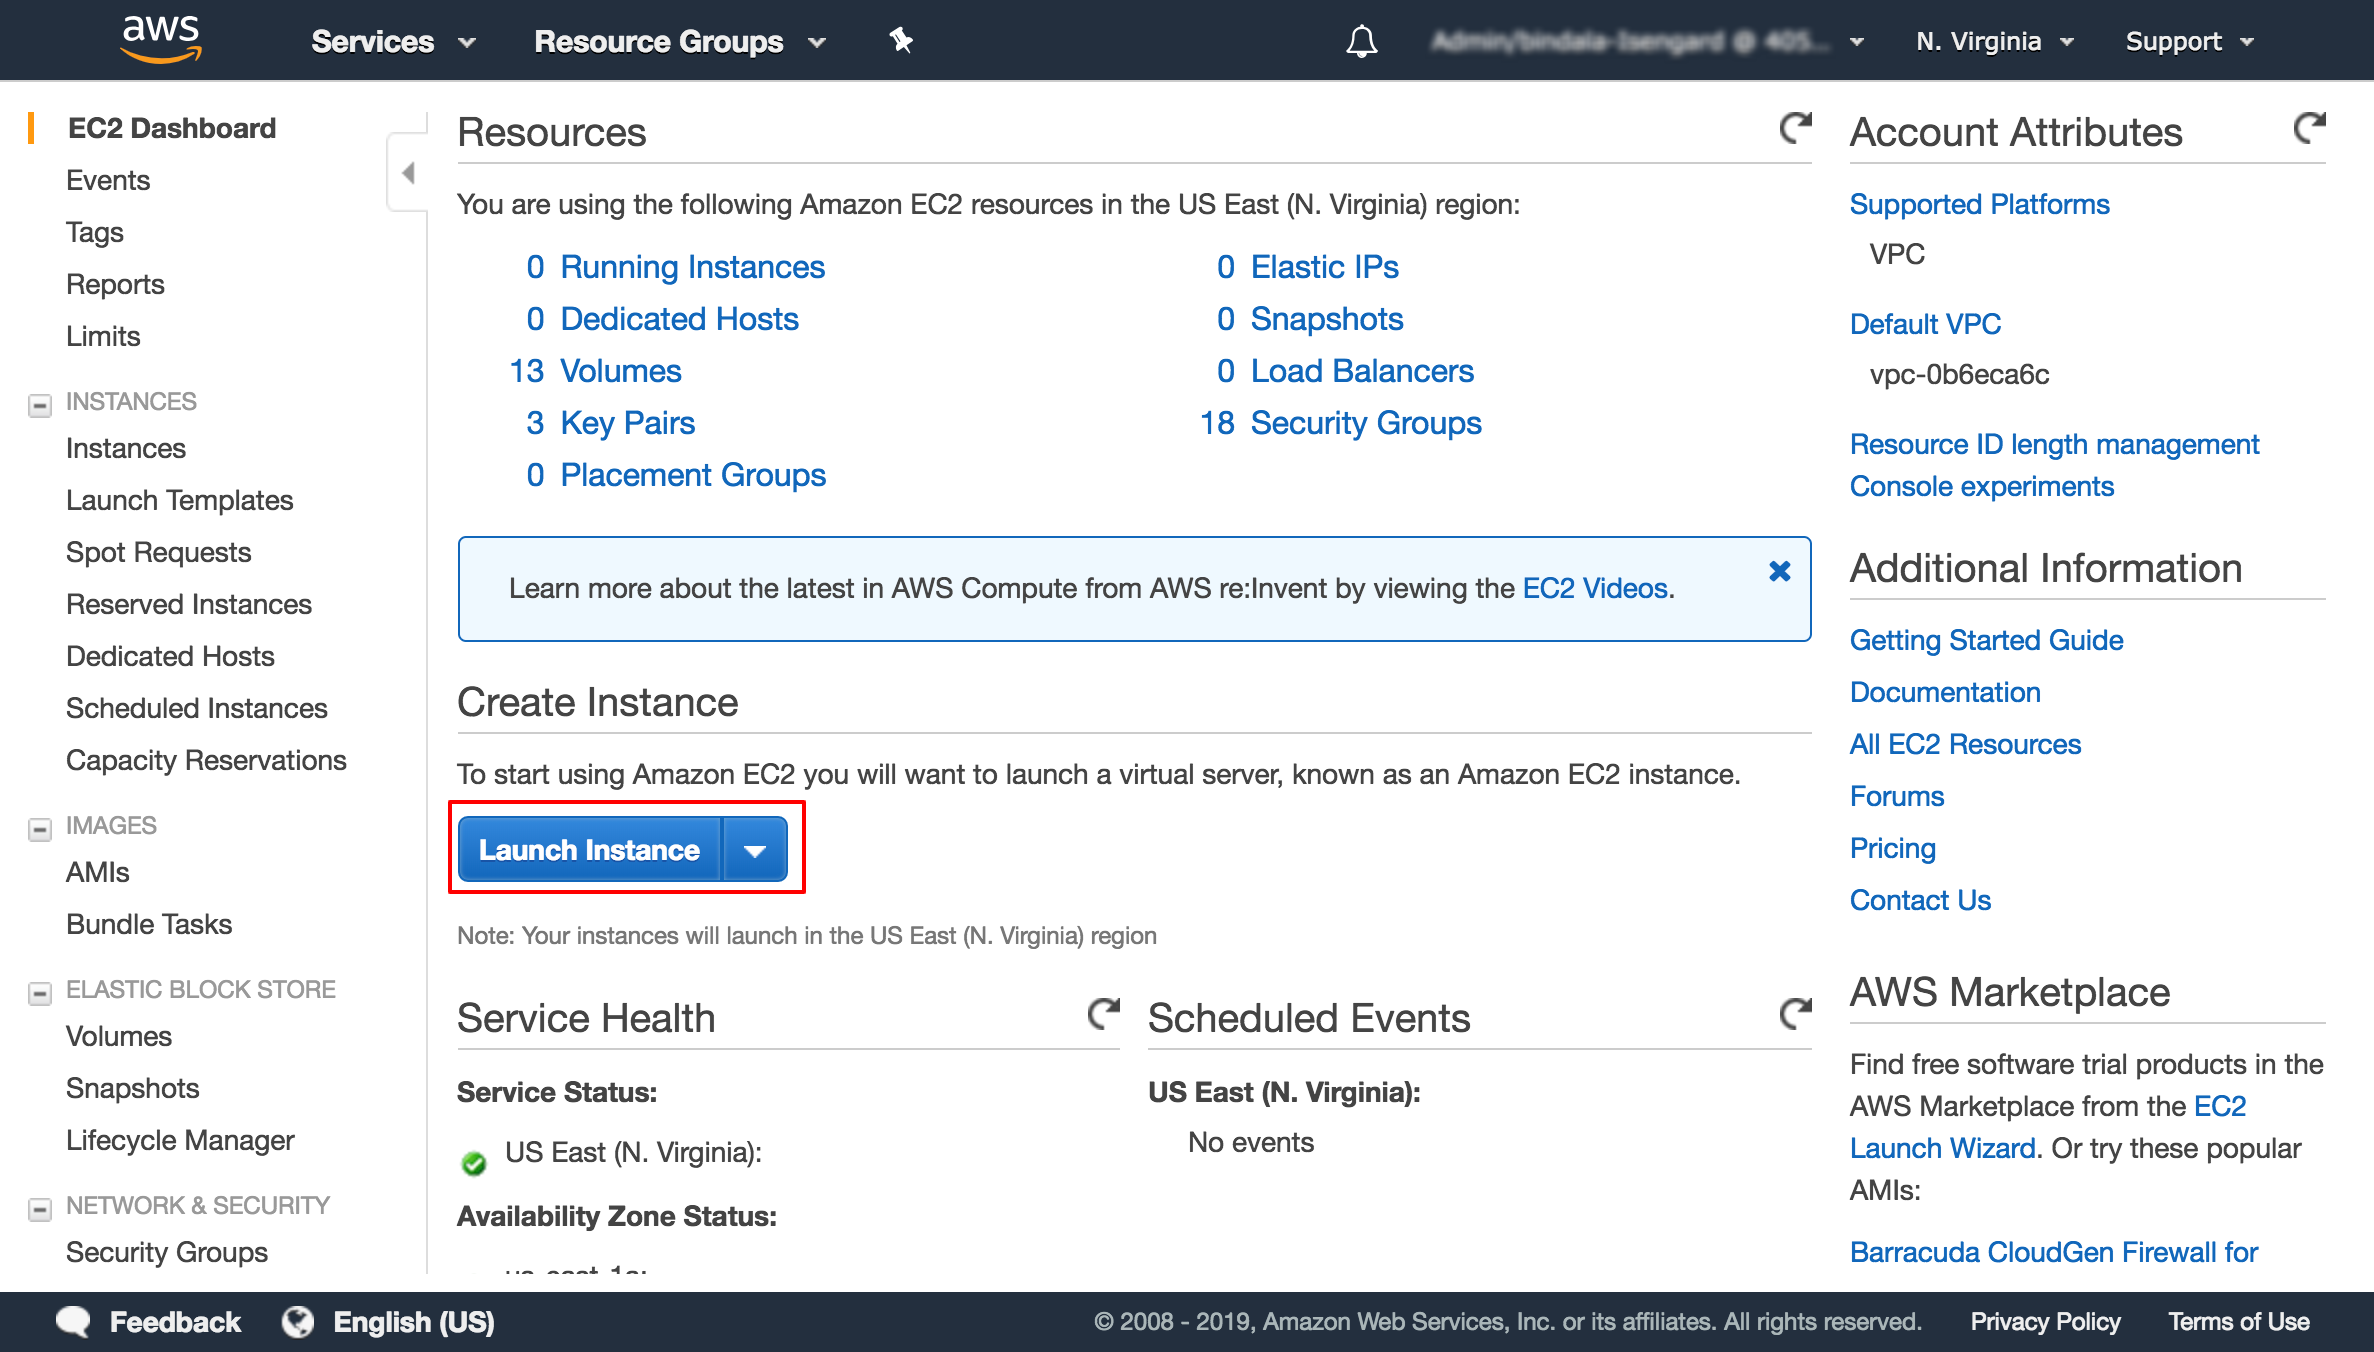 aws
Services
Resource Groups
N. Virginia
Support
EC2 Dashboard
Events
Tags
Reports
Limits
INSTANCES
Instances
Launch Templates
Spot Requests
Reserved Instances
Dedicated Hosts
Scheduled Instances
Capacity Reservations
IMAGES
AMIs
Bundle Tasks
ELASTIC BLOCK STORE
Volumes
Snapshots
Lifecycle Manager
NETWORK & SECURITY
Security Groups
Resources
You are using the following Amazon EC2 resources in the US East (N. Virginia) region:
0 Running Instances
0 Dedicated Hosts
13 Volumes
3 Key Pairs
0 Placement Groups
0 Elastic IPs
0 Snapshots
0 Load Balancers
18 Security Groups
Learn more about the latest in AWS Compute from AWS re:Invent by viewing the EC2 Videos.
Create Instance
To start using Amazon EC2 you will want to launch a virtual server, known as an Amazon EC2 instance.
Launch Instance
Note: Your instances will launch in the US East (N. Virginia) region
Service Health
Service Status:
US East (N. Virginia):
Availability Zone Status:
Scheduled Events
US East (N. Virginia):
No events
Account Attributes
Supported Platforms
VPC
Default VPC
vpc-0b6eca6c
Resource ID length management
Console experiments
Additional Information
Getting Started Guide
Documentation
All EC2 Resources
Forums
Pricing
Contact Us
AWS Marketplace
Find free software trial products in the
AWS Marketplace from the EC2
Launch Wizard. Or try these popular
AMIs:
Barracuda CloudGen Firewall for
Feedback
English (US)
© 2008 - 2019, Amazon Web Services, Inc. or its affiliates. All rights reserved.
Privacy Policy
Terms of Use